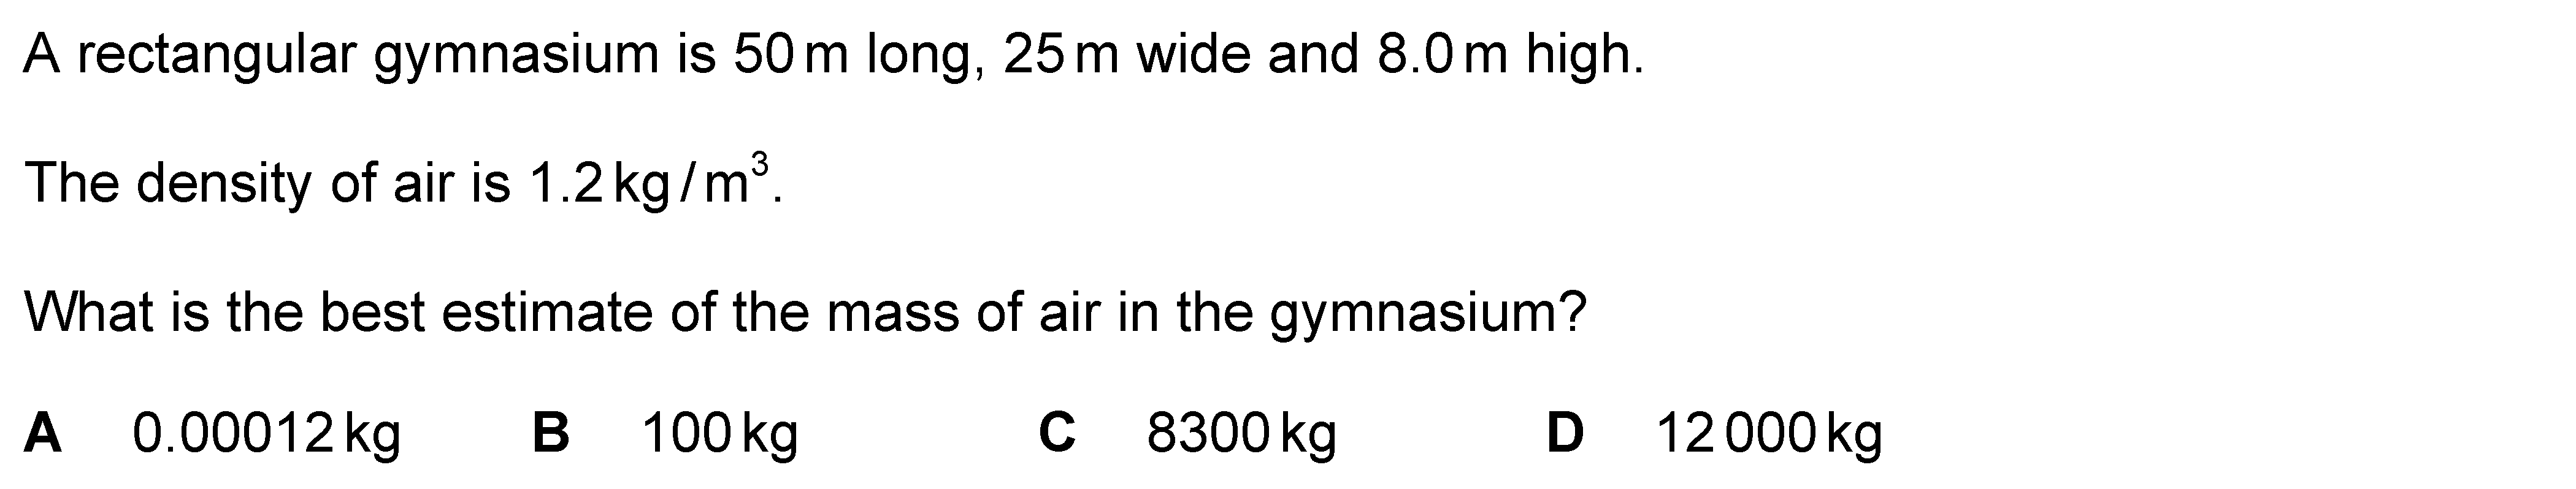 A rectangular gymnasium is 50 m long, 25 m wide and 8.0 m high.
The density of air is 1.2 kg / m³.
What is the best estimate of the mass of air in the gymnasium?
A 0.00012 kg B 100 kg C 8300 kg D 12 000 kg